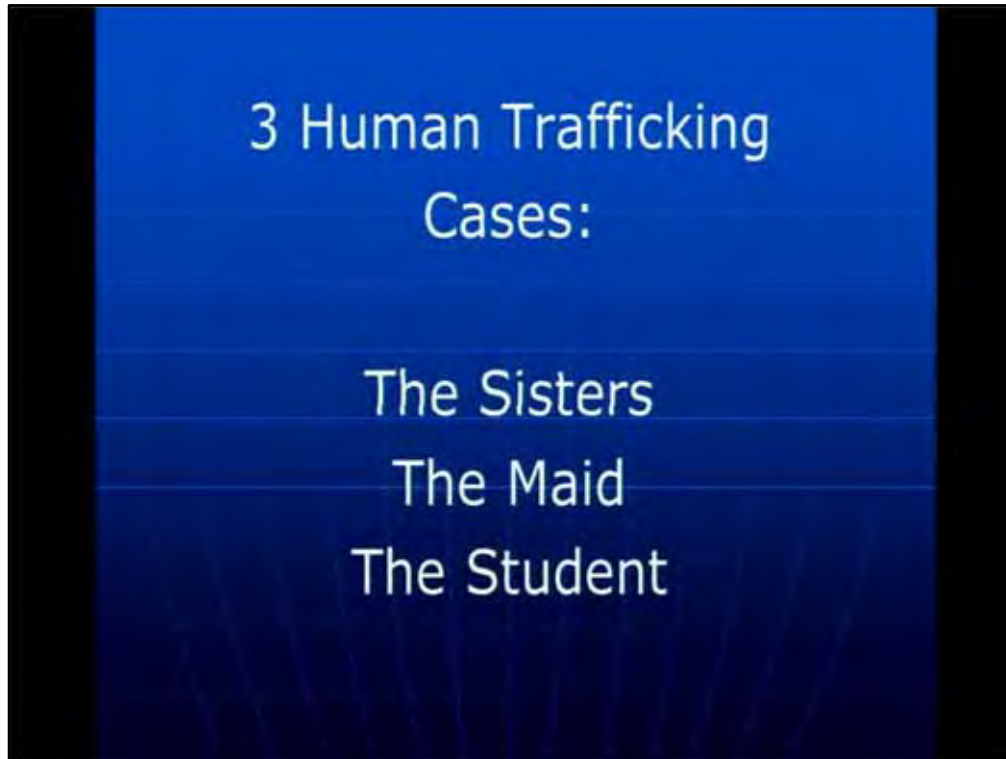 3 Human Trafficking
Cases:
The Sisters
The Maid
The Student